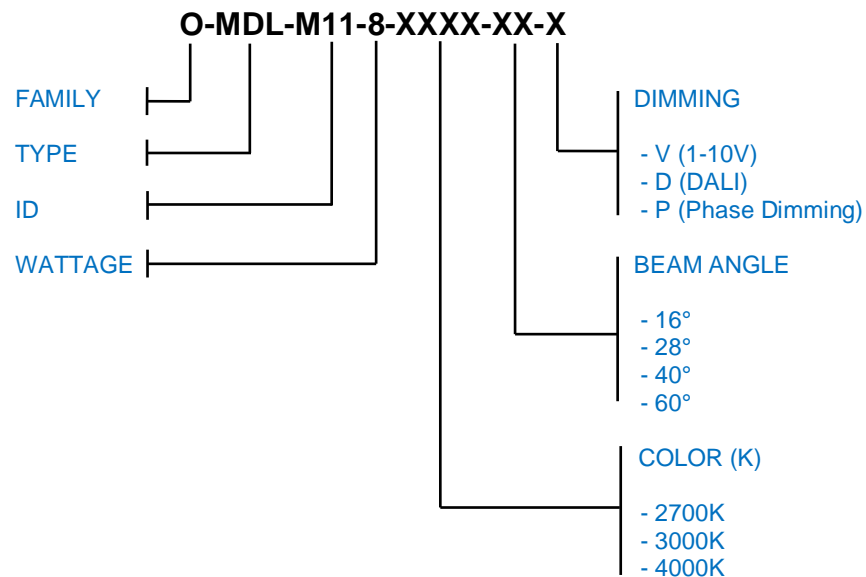 O-MDL-M11-8-XXXX-XX-X
FAMILY
TYPE
ID
WATTAGE
DIMMING
- V (1-10V)
- D (DALI)
- P (Phase Dimming)
BEAM ANGLE
- 16°
- 28°
- 40°
- 60°
COLOR (K)
- 2700K
- 3000K
- 4000K